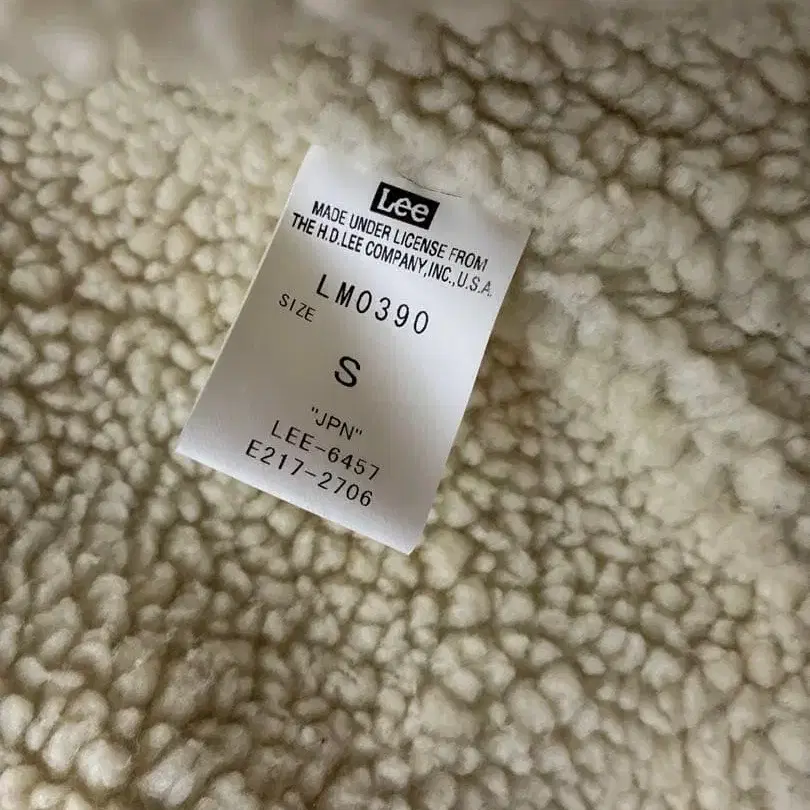 Lee
MADE UNDER LICENSE FROM
THE H.D.LEE COMPANY,INC.,U.S.A.
LM0390
SIZE
S
"JPN"
LEE-6457
E217-2706